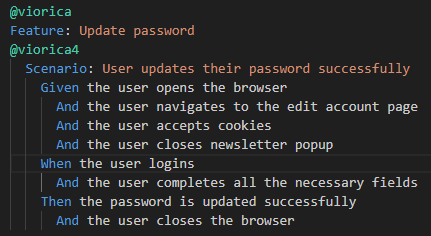 @viorica
Feature: Update password
@viorica4
Scenario: User updates their password successfully
Given the user opens the browser
And the user navigates to the edit account page
And the user accepts cookies
And the user closes newsletter popup
When the user logins
And the user completes all the necessary fields
Then the password is updated successfully
And the user closes the browser